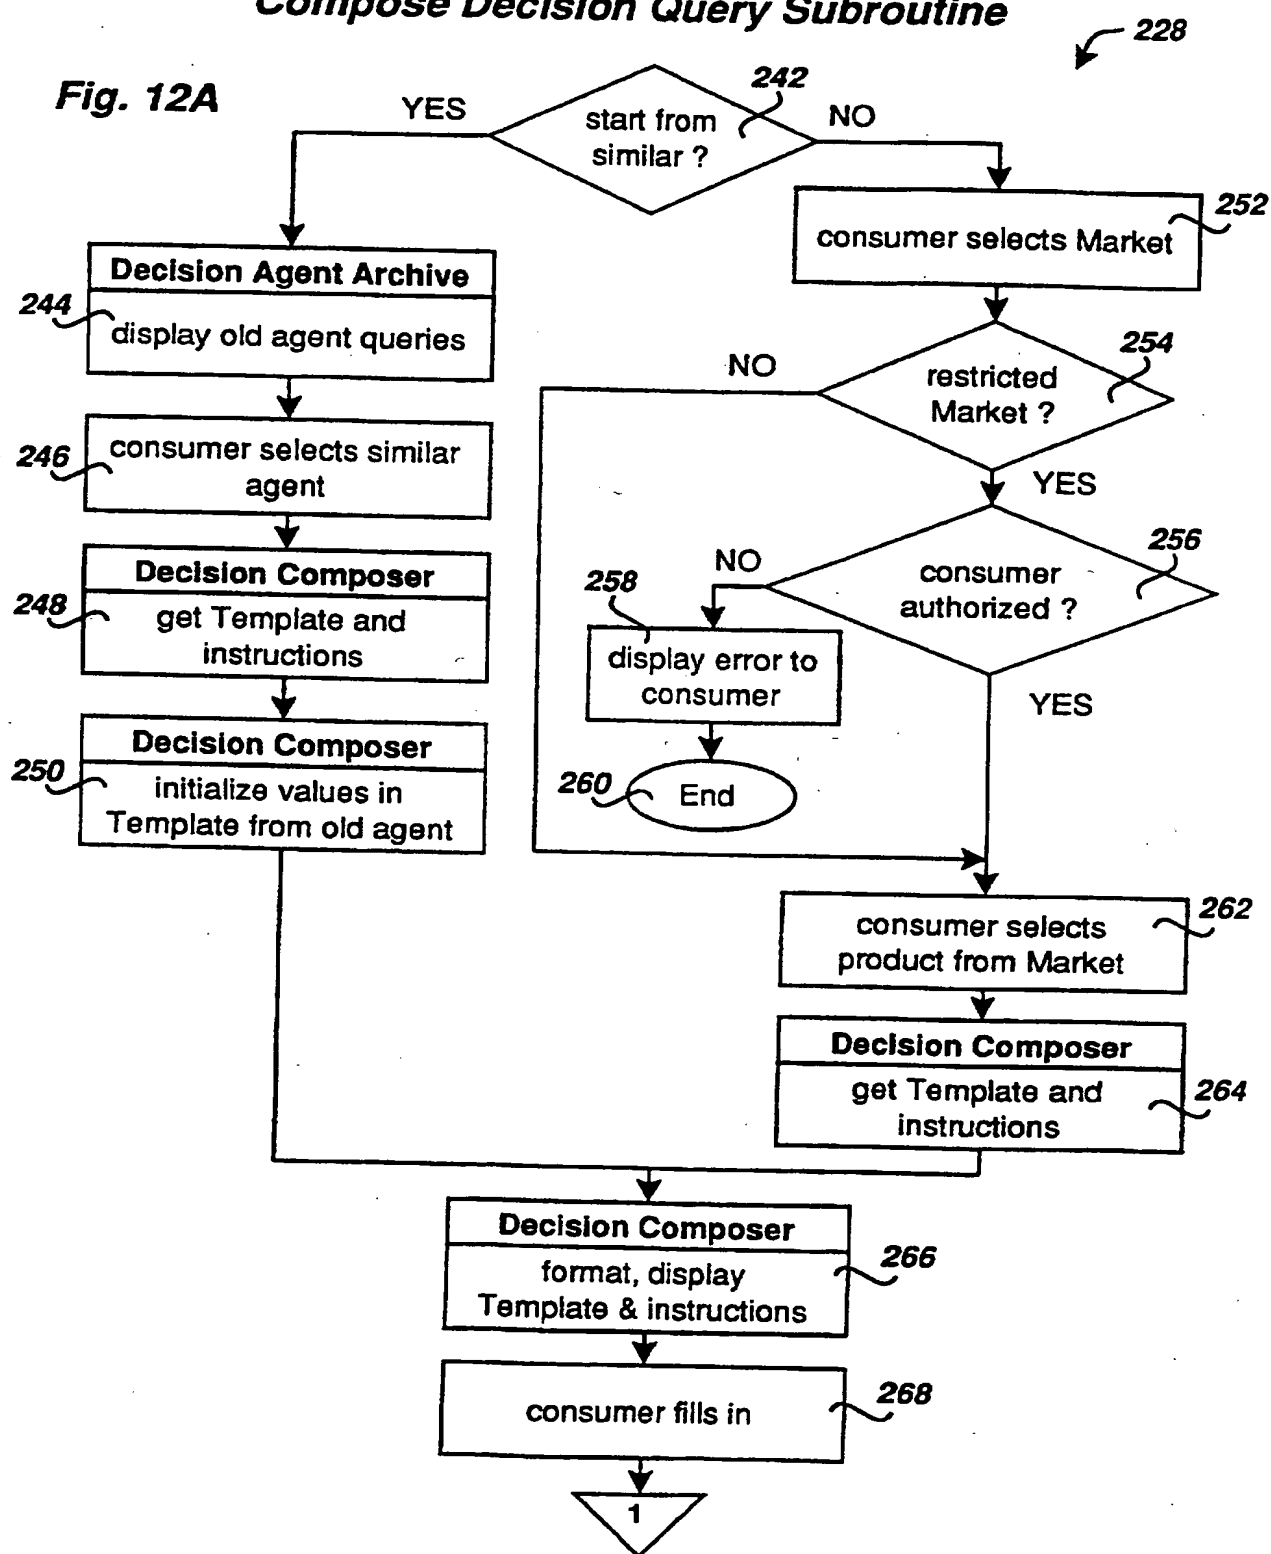 Compose Decision Query Subroutine
228
Fig. 12A
YES
242
start from
similar ?
NO
252
consumer selects Market
Decision Agent Archive
244
display old agent queries
254
restricted
Market ?
NO
YES
246
consumer selects similar
agent
256
consumer
authorized ?
NO
YES
258
display error to
consumer
260
End
Decision Composer
248
get Template and
instructions
Decision Composer
250
initialize values in
Template from old agent
262
consumer selects
product from Market
Decision Composer
264
get Template and
instructions
Decision Composer
266
format, display
Template & instructions
268
consumer fills in
1